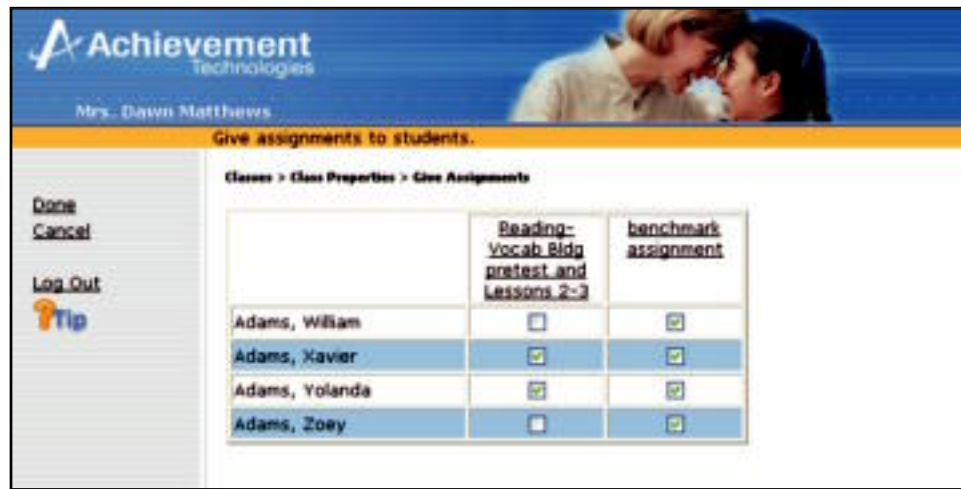 Achievement
Technologies
Mrs. Dawn Matthews
Give assignments to students.
Classes > Class Properties > Give Assignments
Done
Cancel
Log Out
Tip
Reading-
Vocab Bldg
pretest and
Lessons 2-3
benchmark
assignment
Adams, William
Adams, Xavier
Adams, Yolanda
Adams, Zoey